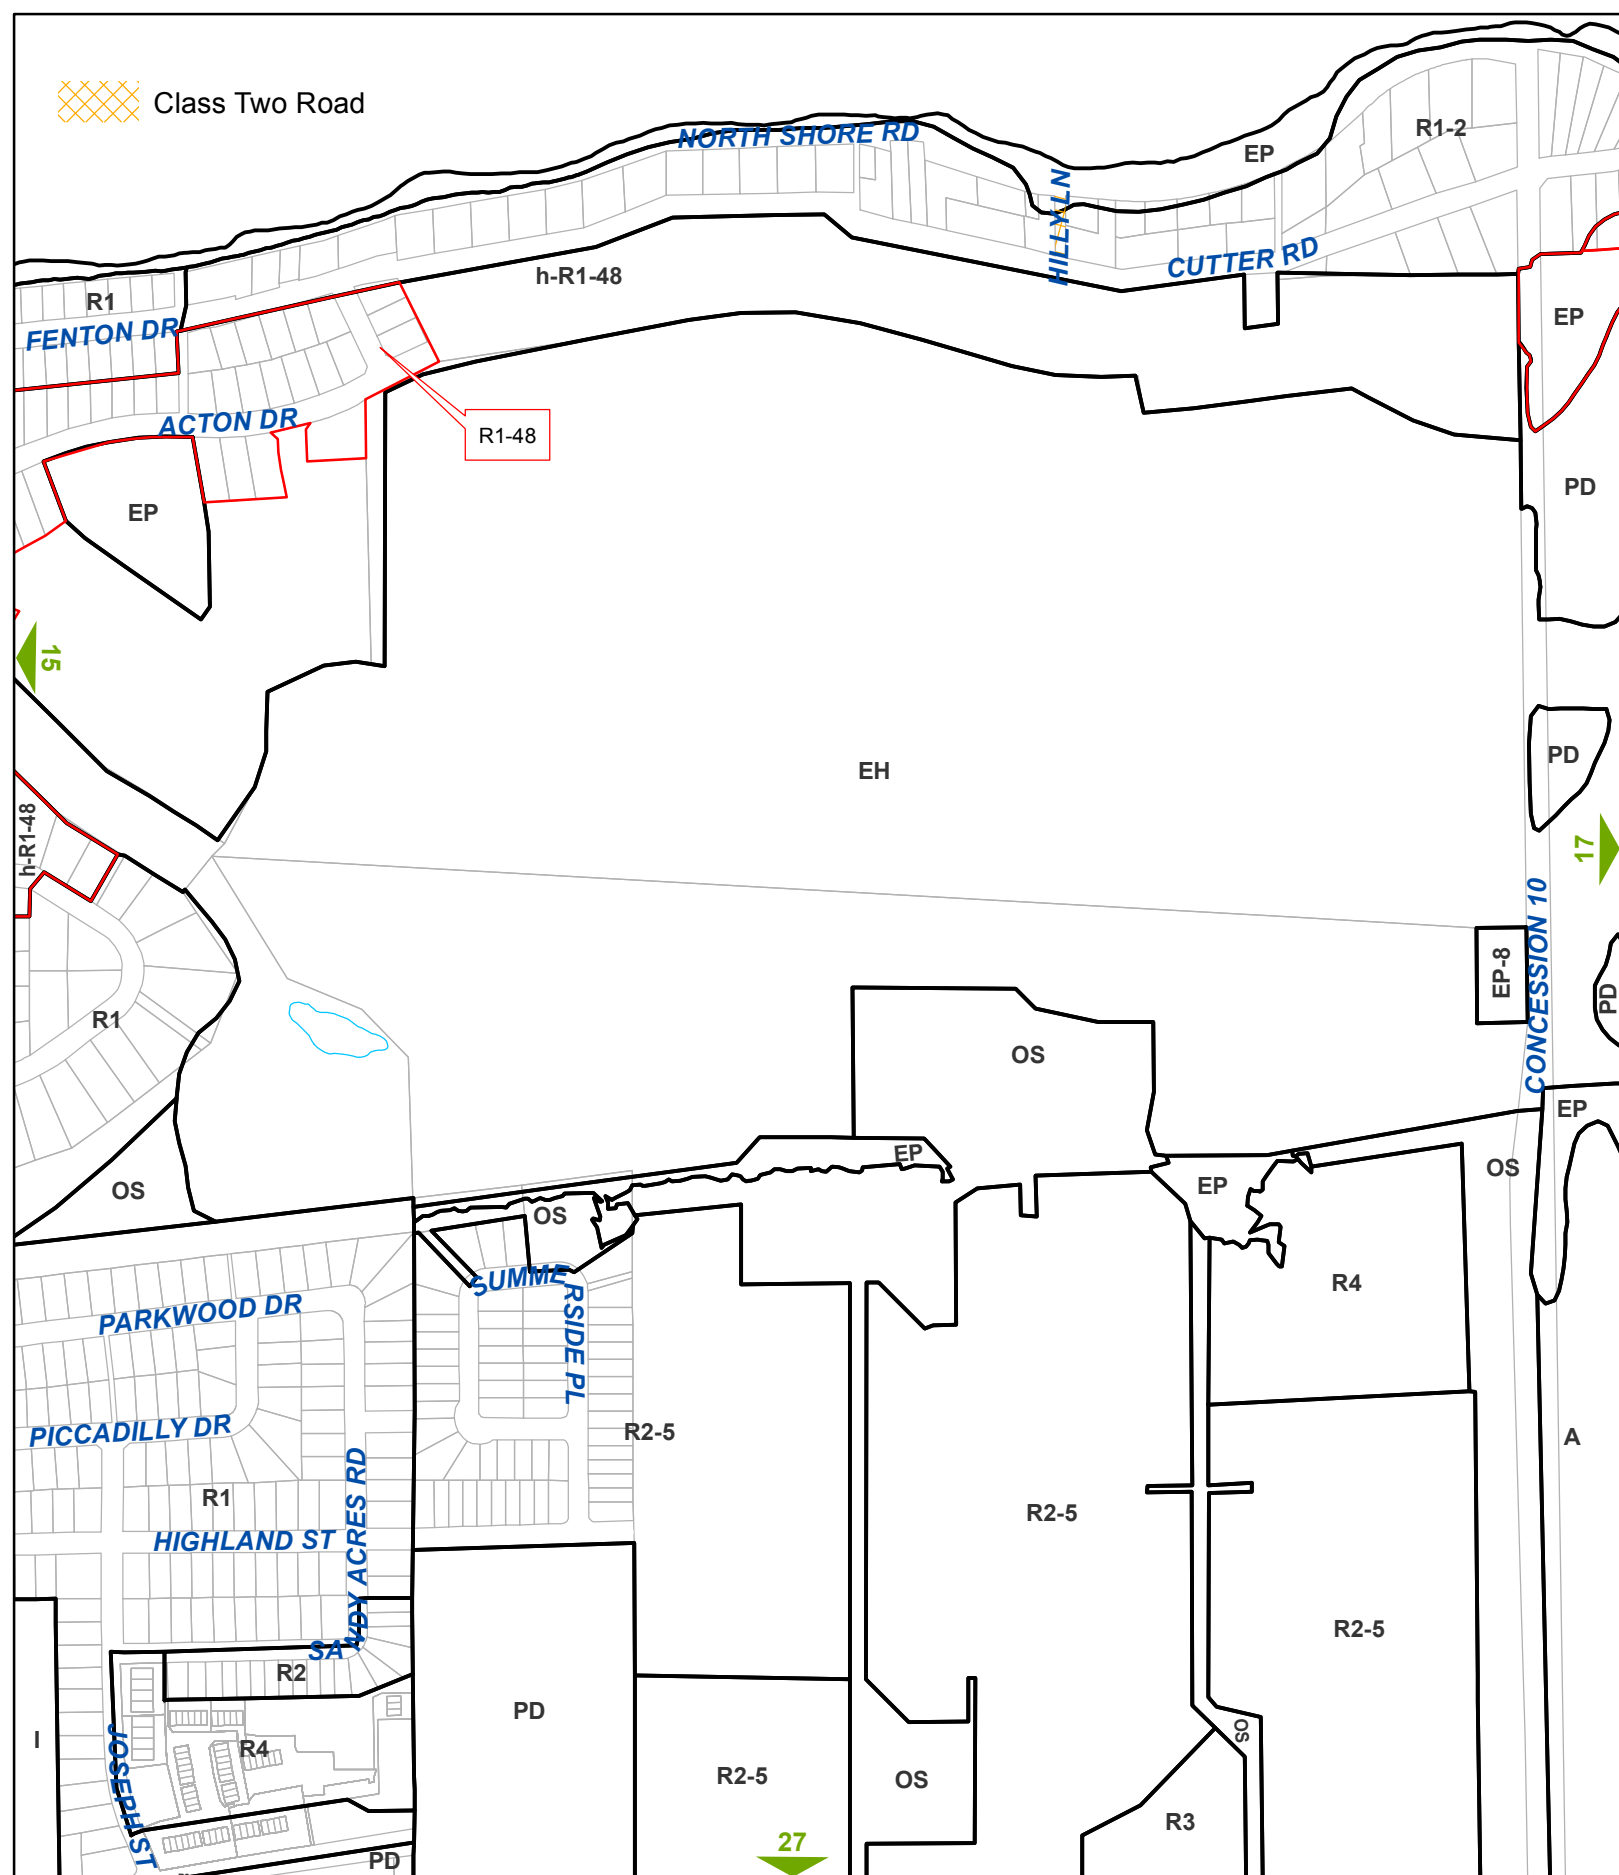 Class Two Road
NORTH SHORE RD
R1-2
EP
HILLY LN
CUTTER RD
h-R1-48
R1
FENTON DR
EP
ACTON DR
R1-48
PD
EP
15
EH
PD
h-R1-48
17
CONCESSION 10
EP-8
PD
R1
OS
EP
EP
OS
EP
OS
OS
SUMMERSIDE PL
R4
PARKWOOD DR
PICCADILLY DR
R2-5
A
R1
R2-5
HIGHLAND ST
SANDY ACRES RD
R2-5
R2
PD
I
JOSEPH ST
R4
OS
R2-5
OS
R3
27
PD